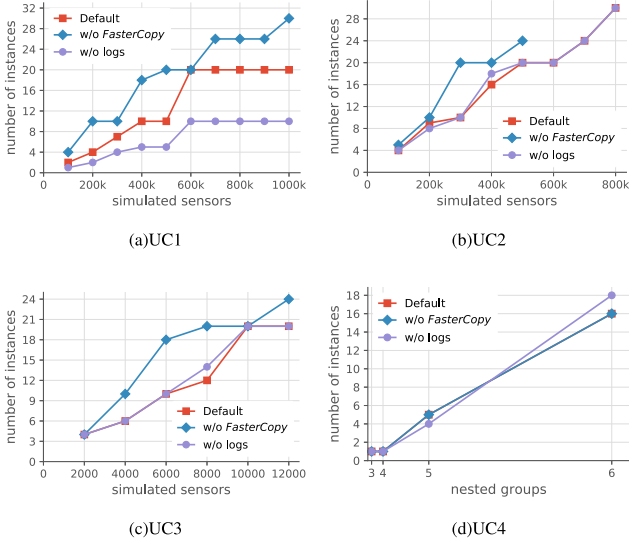 32
28
24
20
16
12
8
4
0
number of instances
Default
w/o FasterCopy
w/o logs
0 200k 400k 600k 800k 1000k
simulated sensors
(a)UC1
28
24
20
16
12
8
4
0
number of instances
Default
w/o FasterCopy
w/o logs
0 200k 400k 600k 800k
simulated sensors
(b)UC2
24
21
18
15
12
9
6
3
0
number of instances
Default
w/o FasterCopy
w/o logs
0 2000 4000 6000 8000 10000 12000
simulated sensors
(c)UC3
18
16
14
12
10
8
6
4
2
0
number of instances
Default
w/o FasterCopy
w/o logs
3 4 5 6
nested groups
(d)UC4